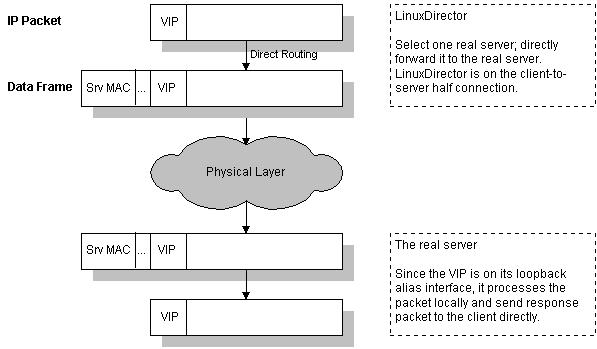 IP Packet
VIP
Direct Routing
LinuxDirector
Select one real server; directly
forward it to the real server.
LinuxDirector is on the client-to-
server half connection.
Data Frame
Srv MAC ... VIP
Physical Layer
Srv MAC ... VIP
VIP
The real server
Since the VIP is on its loopback
alias interface, it processes the
packet locally and send response
packet to the client directly.